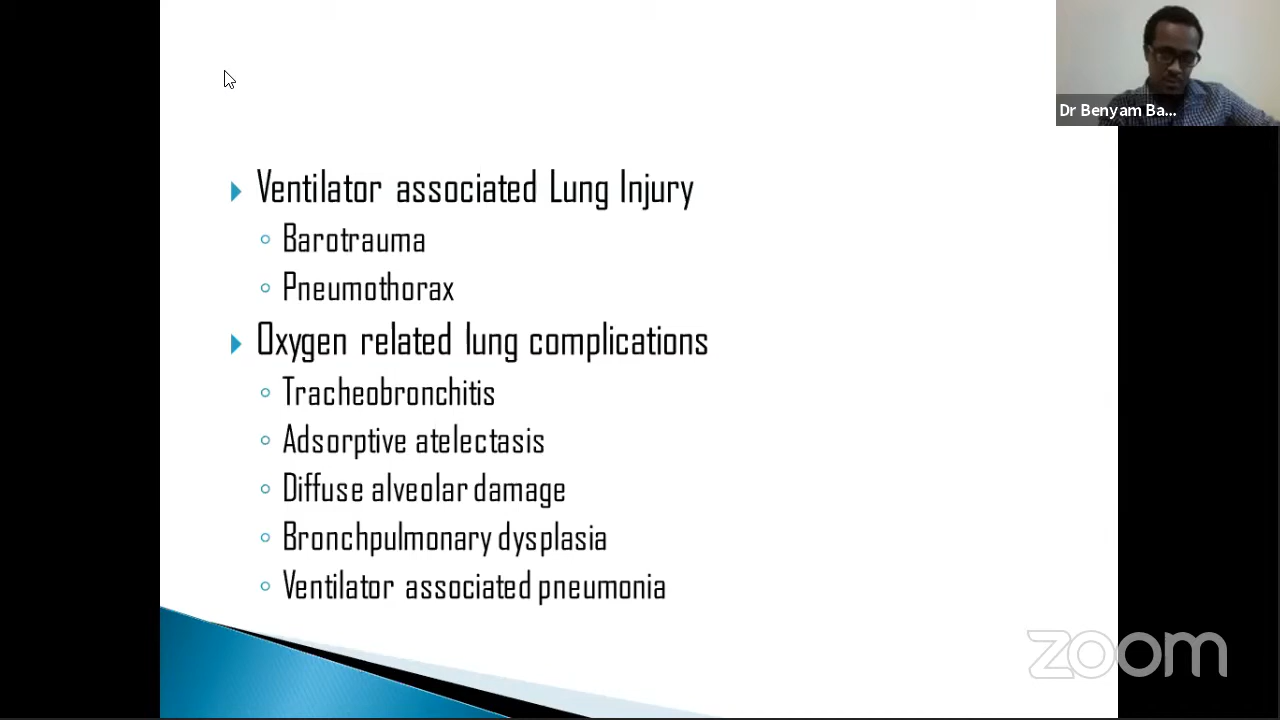 Dr Benyam Ba...
Ventilator associated Lung Injury
Barotrauma
Pneumothorax
Oxygen related lung complications
Tracheobronchitis
Adsorptive atelectasis
Diffuse alveolar damage
Bronchpulmonary dysplasia
Ventilator associated pneumonia
zoom